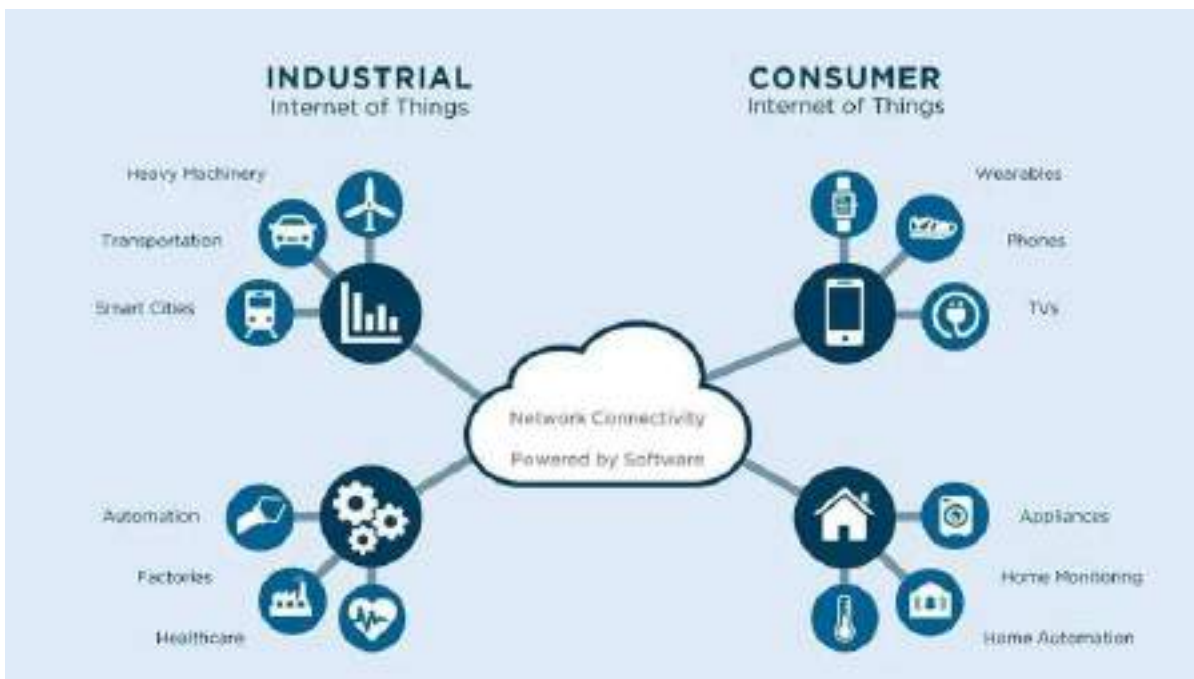 INDUSTRIAL
Internet of Things
CONSUMER
Internet of Things
Heavy Machinery
Transportation
Smart Cities
Wearables
Phones
TVs
Network Connectivity
Powered by Software
Automation
Factories
Healthcare
Appliances
Home Monitoring
Home Automation